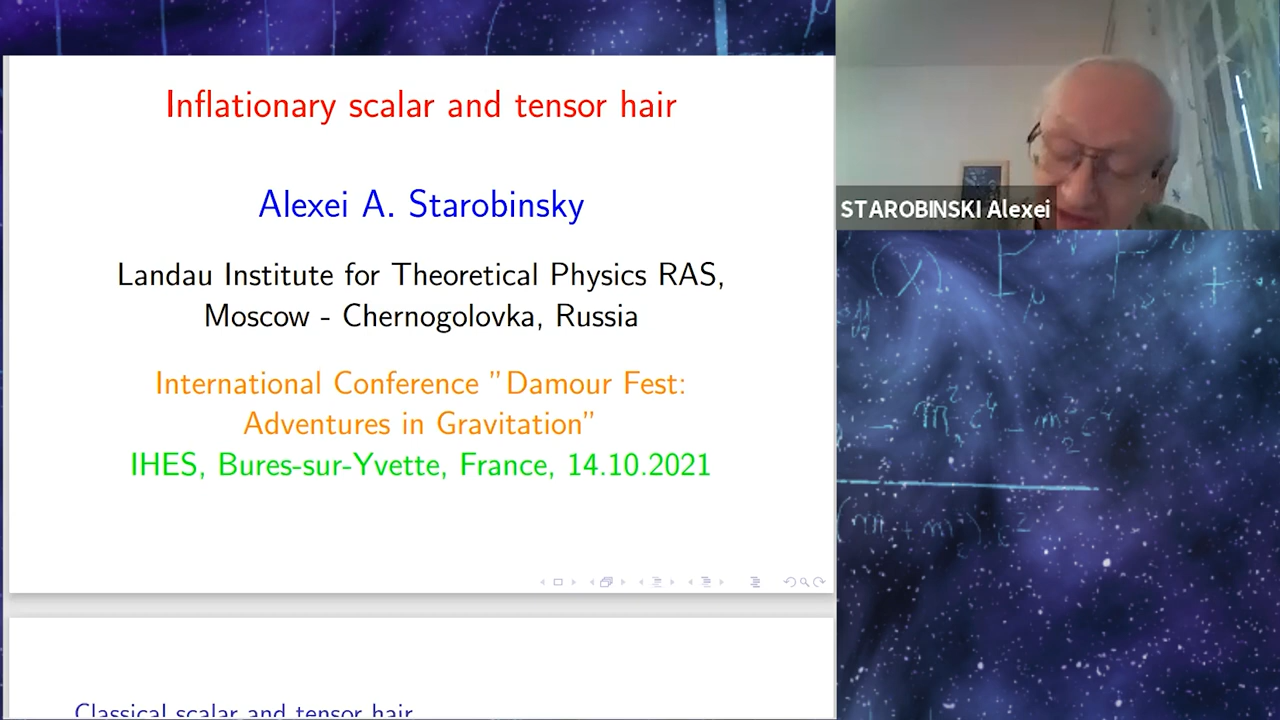 Inflationary scalar and tensor hair
Alexei A. Starobinsky
Landau Institute for Theoretical Physics RAS,
Moscow - Chernogolovka, Russia
International Conference ”Damour Fest:
Adventures in Gravitation”
IHES, Bures-sur-Yvette, France, 14.10.2021
Classical scalar and tensor hair
STAROBINSKI Alexei